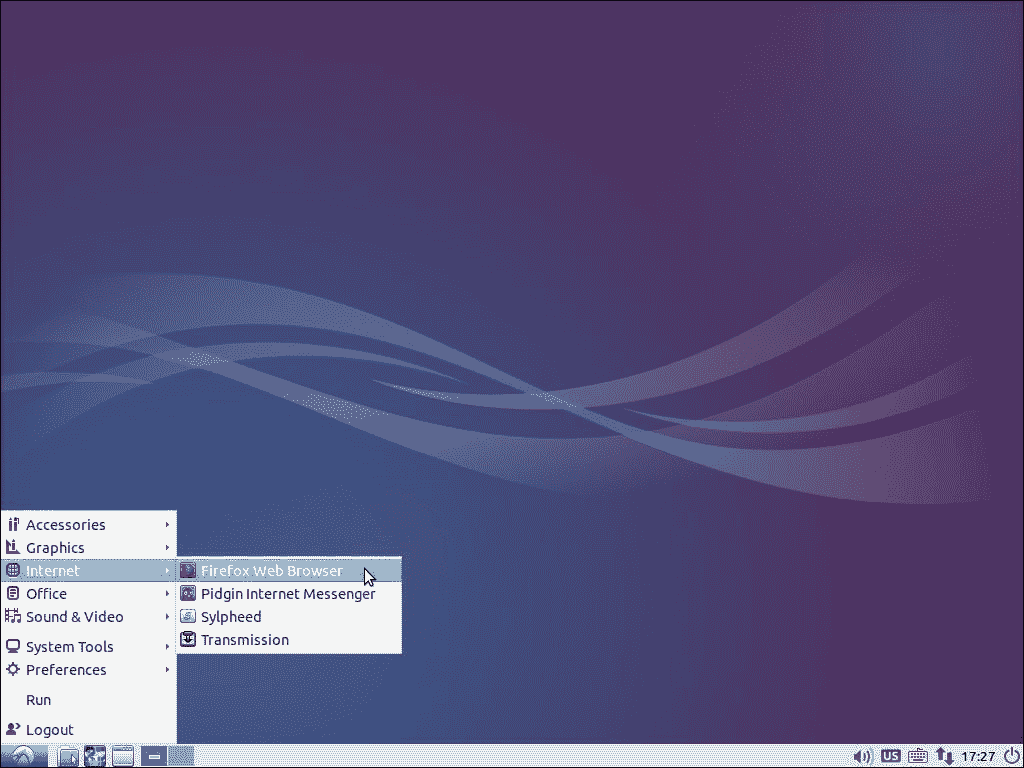 Accessories
Graphics
Internet
Firefox Web Browser
Office
Pidgin Internet Messenger
Sound & Video
Sylpheed
Transmission
System Tools
Preferences
Run
Logout
US
17:27